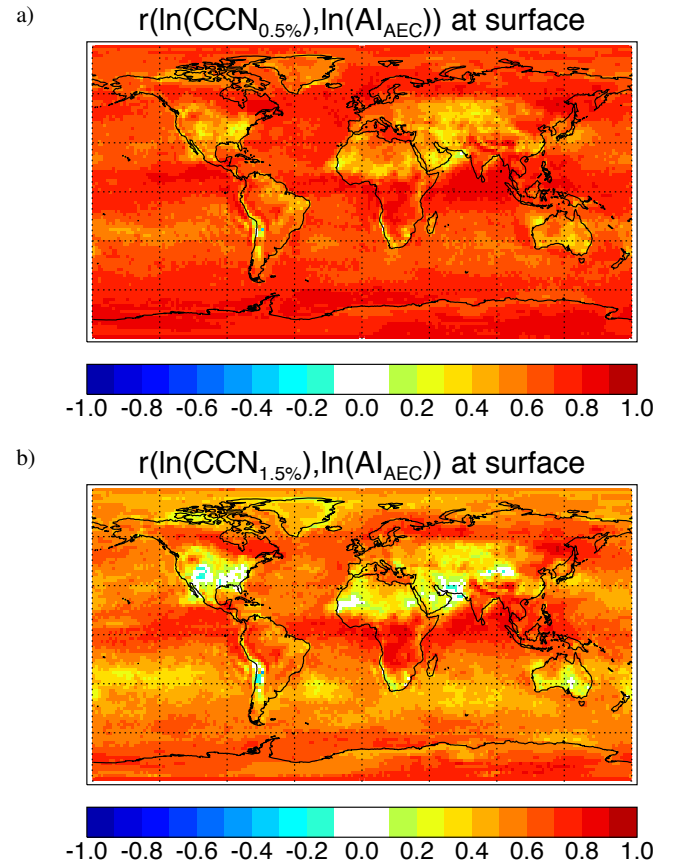 a)
r(ln(CCN0.5%),ln(AIAEC)) at surface
-1.0 -0.8 -0.6 -0.4 -0.2 0.0 0.2 0.4 0.6 0.8 1.0
b)
r(ln(CCN1.5%),ln(AIAEC)) at surface
-1.0 -0.8 -0.6 -0.4 -0.2 0.0 0.2 0.4 0.6 0.8 1.0